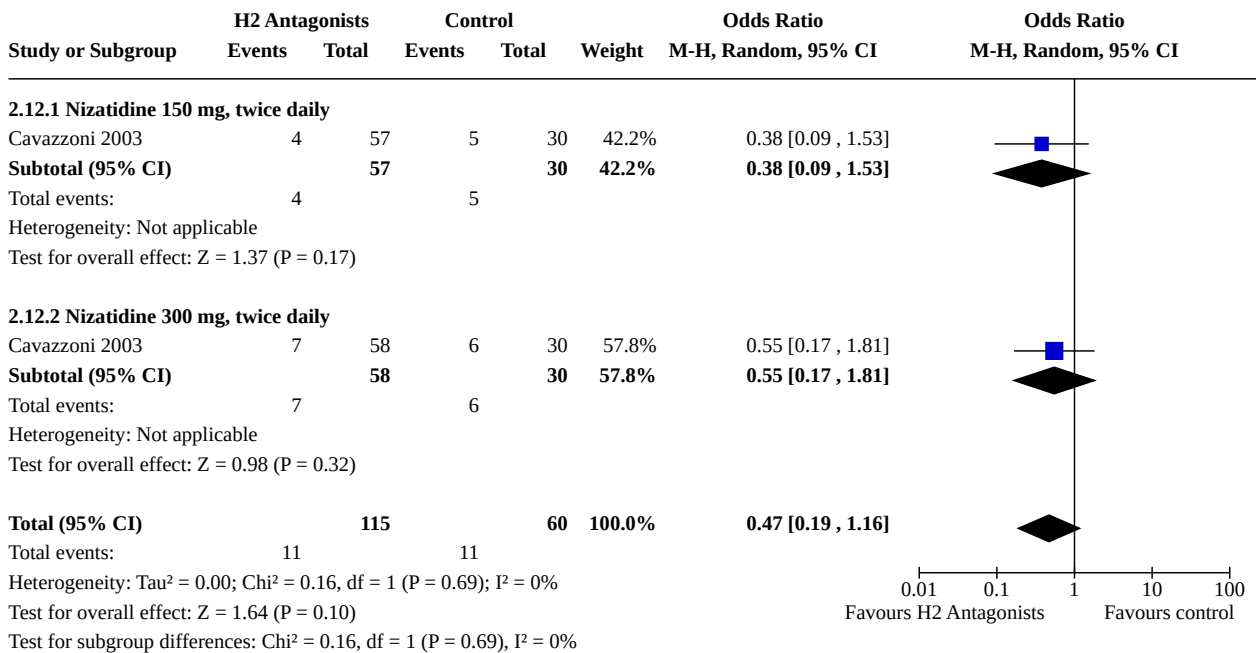 H2 Antagonists Control Odds Ratio Odds Ratio
Study or Subgroup Events Total Events Total Weight M-H, Random, 95% CI M-H, Random, 95% CI
2.12.1 Nizatidine 150 mg, twice daily
Cavazzoni 2003 4 57 5 30 42.2% 0.38 [0.09 , 1.53]
Subtotal (95% CI) 57 30 42.2% 0.38 [0.09 , 1.53]
Total events: 4 5
Heterogeneity: Not applicable
Test for overall effect: Z = 1.37 (P = 0.17)
2.12.2 Nizatidine 300 mg, twice daily
Cavazzoni 2003 7 58 6 30 57.8% 0.55 [0.17 , 1.81]
Subtotal (95% CI) 58 30 57.8% 0.55 [0.17 , 1.81]
Total events: 7 6
Heterogeneity: Not applicable
Test for overall effect: Z = 0.98 (P = 0.32)
Total (95% CI) 115 60 100.0% 0.47 [0.19 , 1.16]
Total events: 11 11
Heterogeneity: Tau² = 0.00; Chi² = 0.16, df = 1 (P = 0.69); I² = 0%
0.01 0.1 1 10 100
Test for overall effect: Z = 1.64 (P = 0.10)
Favours H2 Antagonists Favours control
Test for subgroup differences: Chi² = 0.16, df = 1 (P = 0.69), I² = 0%